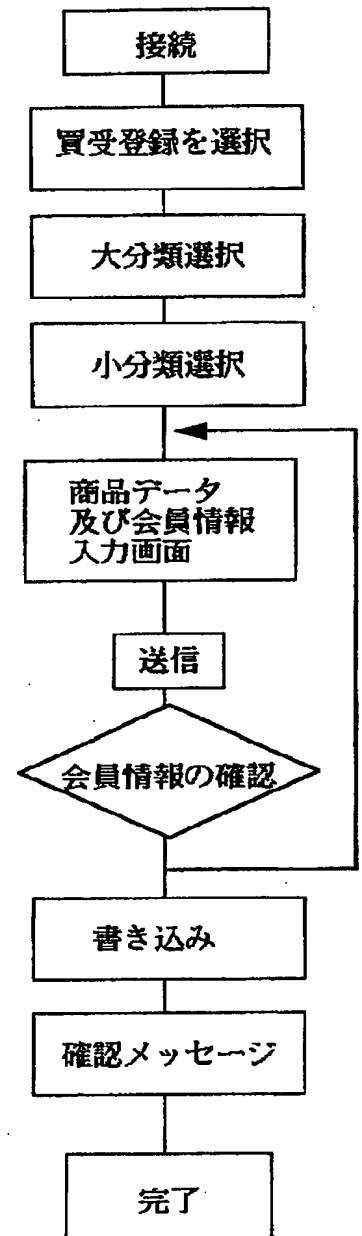 接続
買受登録を選択
大分類選択
小分類選択
商品データ
及び会員情報
入力画面
送信
会員情報の確認
書き込み
確認メッセージ
完了